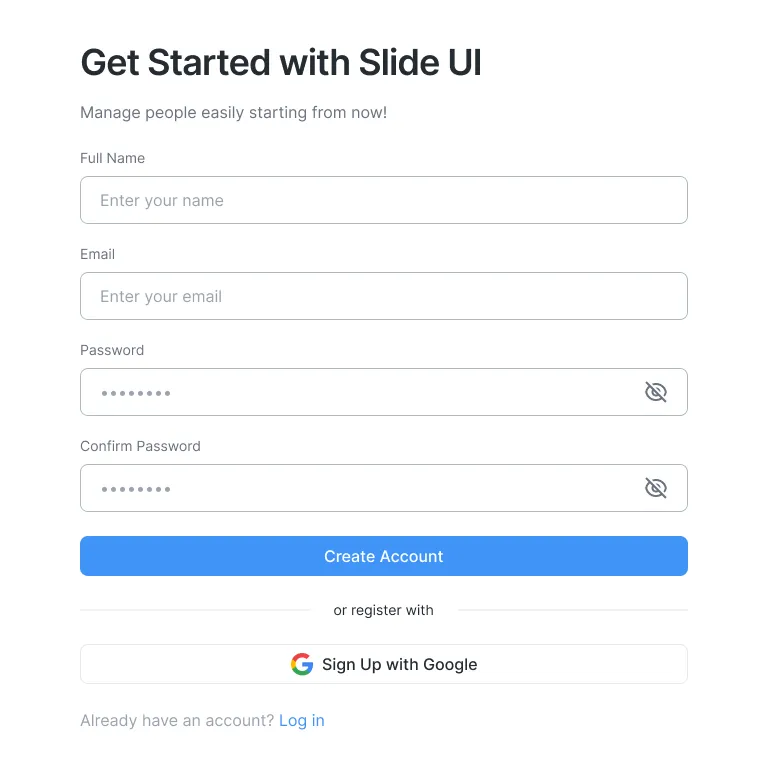 Get Started with Slide UI
Manage people easily starting from now!
Full Name
Enter your name
Email
Enter your email
Password
••••••••
Confirm Password
••••••••
Create Account
or register with
Sign Up with Google
Already have an account? Log in